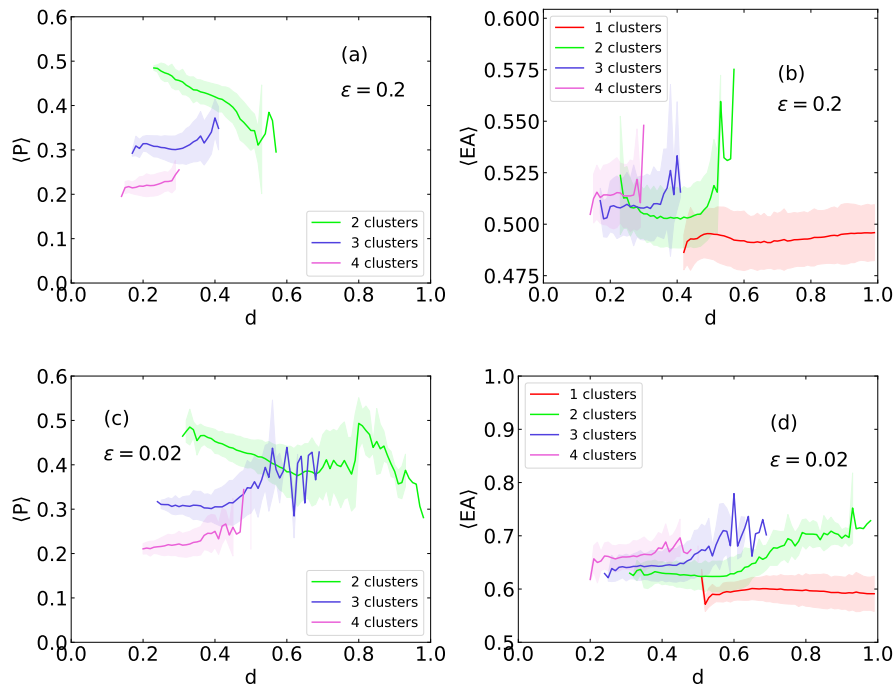 0.6
0.5
0.4
0.3
0.2
0.1
0.0
⟨P⟩
(a)
ε = 0.2
2 clusters
3 clusters
4 clusters
0.0 0.2 0.4 0.6 0.8 1.0
d
0.600
0.575
0.550
0.525
0.500
0.475
⟨EA⟩
1 clusters
2 clusters
3 clusters
4 clusters
(b)
ε = 0.2
0.0 0.2 0.4 0.6 0.8 1.0
d
0.6
0.5
0.4
0.3
0.2
0.1
0.0
⟨P⟩
(c)
ε = 0.02
2 clusters
3 clusters
4 clusters
0.0 0.2 0.4 0.6 0.8 1.0
d
1.0
0.9
0.8
0.7
0.6
0.5
⟨EA⟩
1 clusters
2 clusters
3 clusters
4 clusters
(d)
ε = 0.02
0.0 0.2 0.4 0.6 0.8 1.0
d